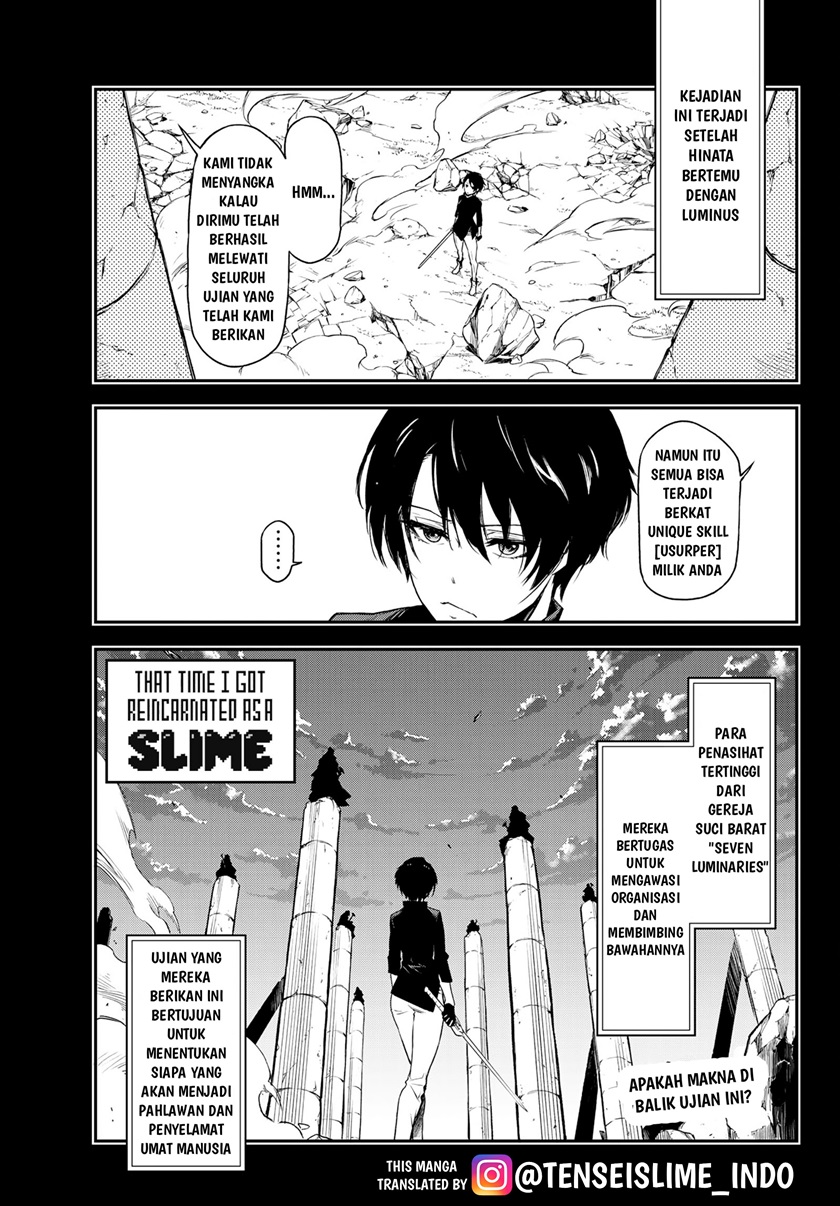 KEJADIAN
INI TERJADI
SETELAH
HINATA
BERTEMU
DENGAN
LUMINUS
HMM...
KAMI TIDAK
MENYANGKA
KALAU
DIRIMU TELAH
BERHASIL
MELEWATI
SELURUH
UJIAN YANG
TELAH KAMI
BERIKAN
NAMUN ITU
SEMUA BISA
TERJADI
BERKAT
UNIQUE SKILL
[USURPER]
MILIK ANDA
......
THAT TIME I GOT
REINCARNATED AS A
SLIME
PARA
PENASIHAT
TERTINGGI
DARI
GEREJA
SUCI BARAT
"SEVEN
LUMINARIES"
MEREKA
BERTUGAS
UNTUK
MENGAWASI
ORGANISASI
DAN
MEMBIMBING
BAWAHANNYA
UJIAN YANG
MEREKA
BERIKAN INI
BERTUJUAN
UNTUK
MENENTUKAN
SIAPA YANG
AKAN MENJADI
PAHLAWAN DAN
PENYELAMAT
UMAT MANUSIA
APAKAH MAKNA DI
BALIK UJIAN INI?
THIS MANGA
TRANSLATED BY
@TENSEISLIME_INDO